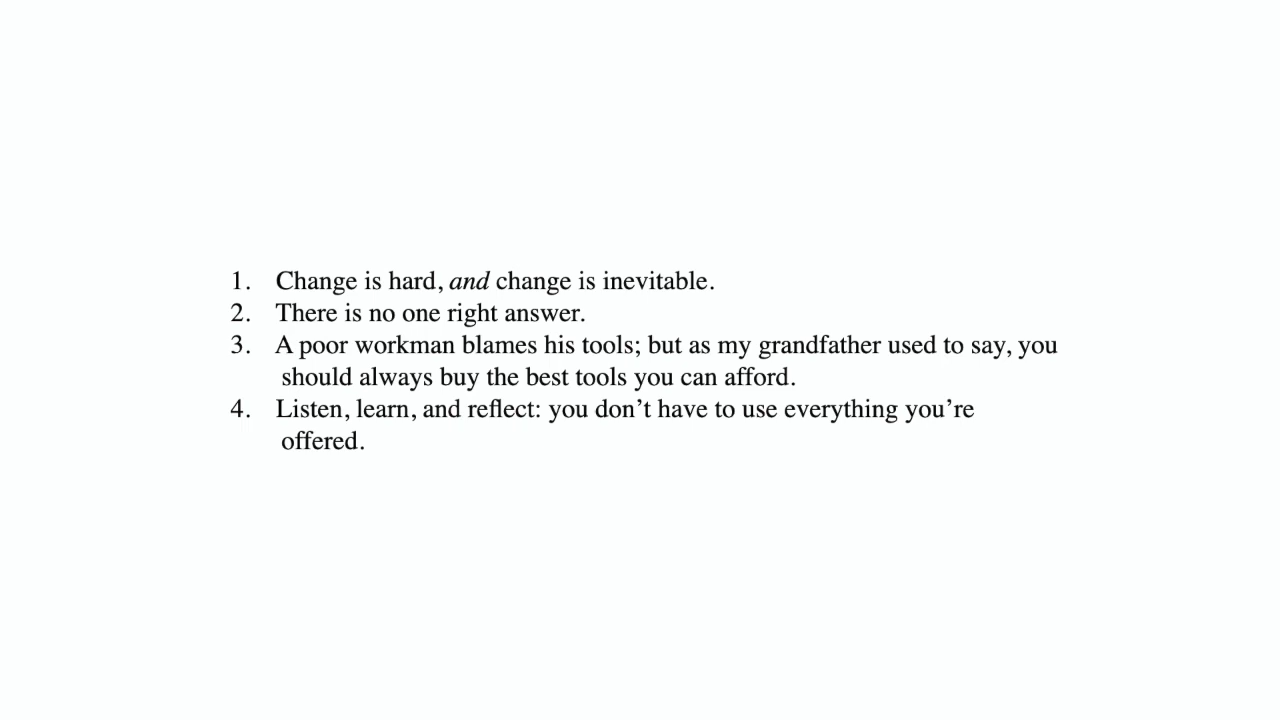 1. Change is hard, and change is inevitable.
2. There is no one right answer.
3. A poor workman blames his tools; but as my grandfather used to say, you
should always buy the best tools you can afford.
4. Listen, learn, and reflect: you don’t have to use everything you’re
offered.